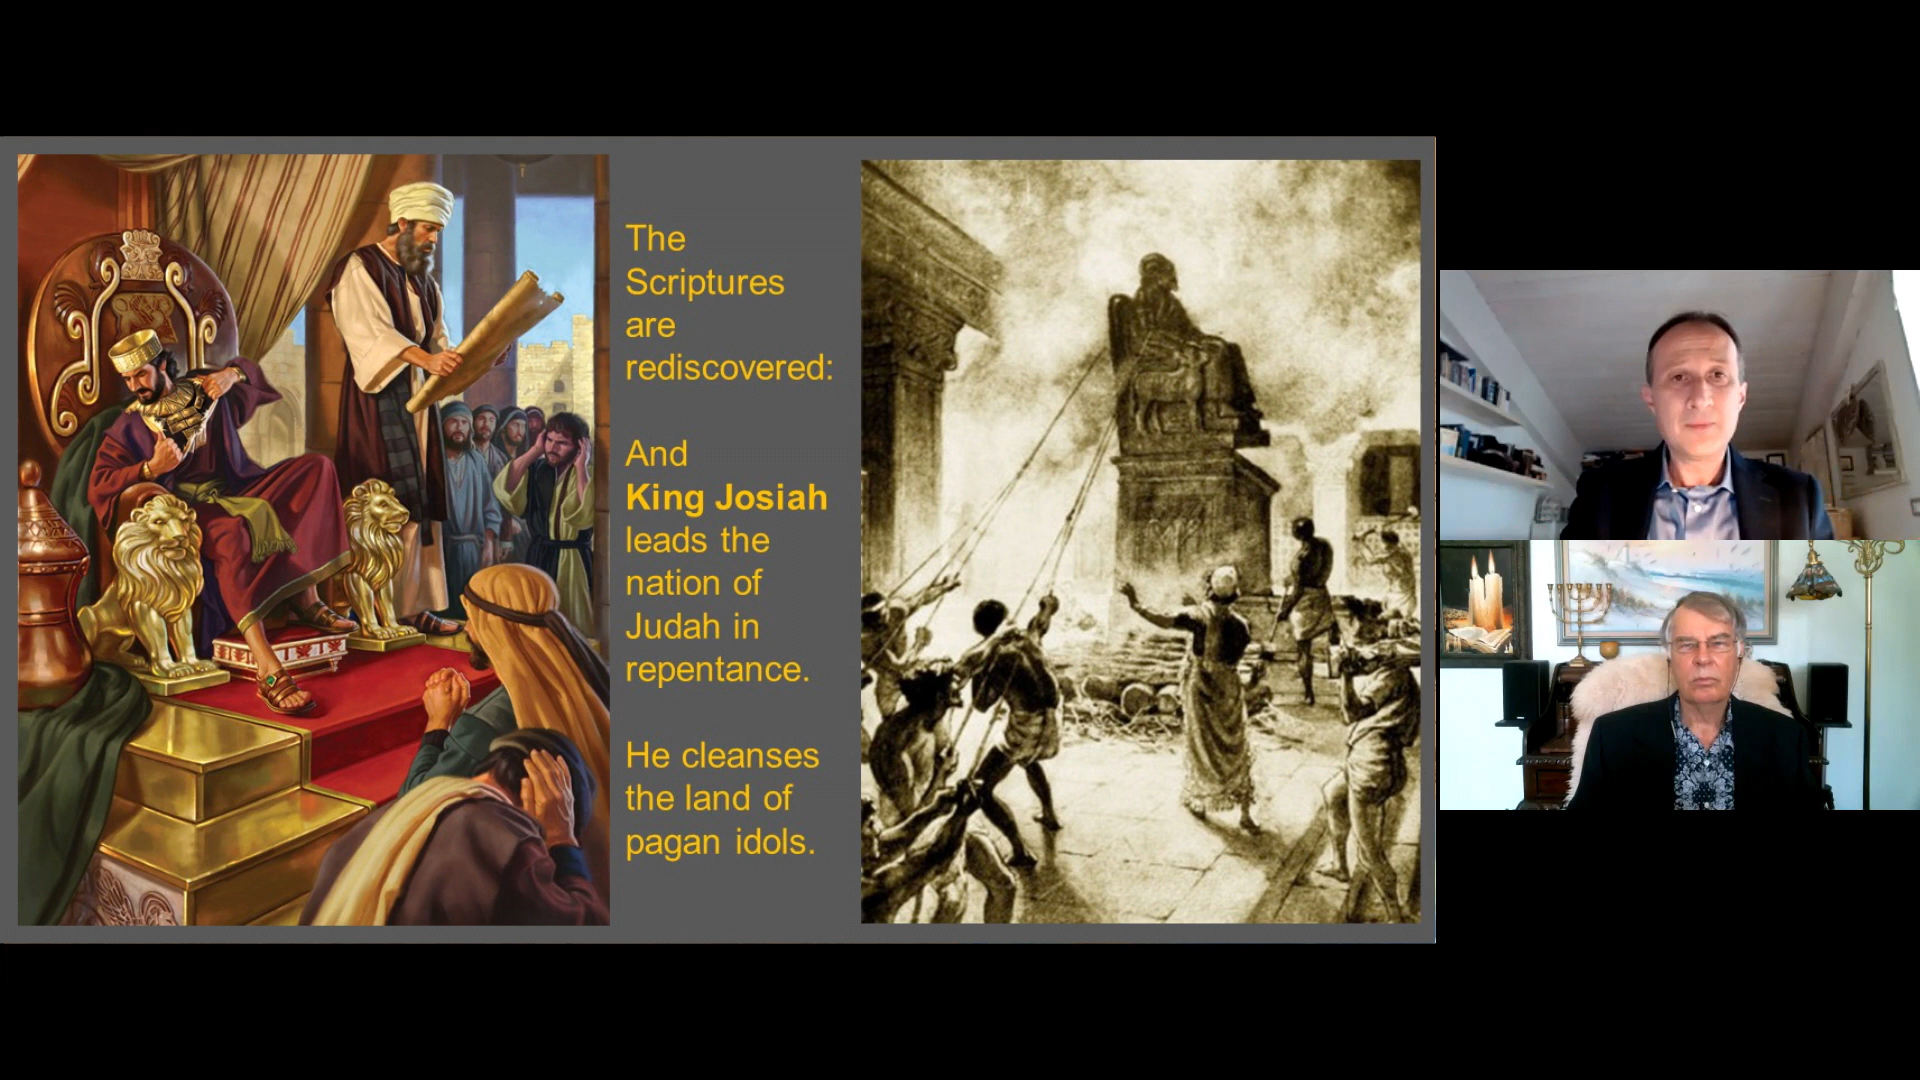 The
Scriptures
are
rediscovered:
And
King Josiah
leads the
nation of
Judah in
repentance.
He cleanses
the land of
pagan idols.